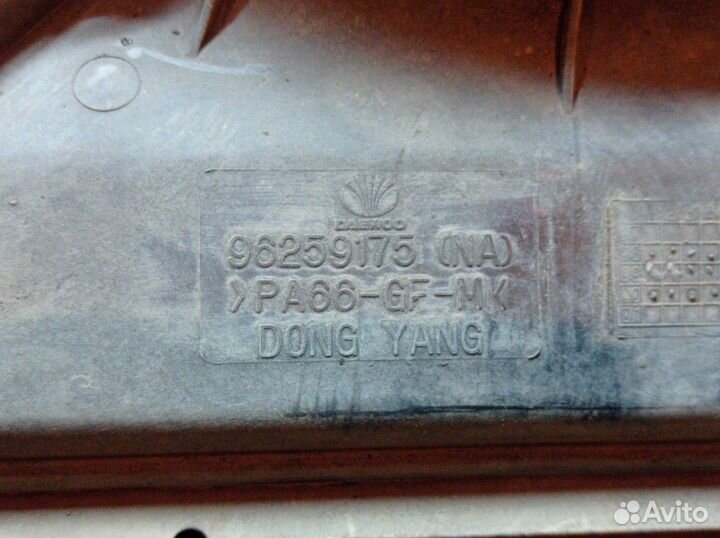 DAEWOO
96259175 (NA)
>PA66-GF-M<
DONG YANG
Avito